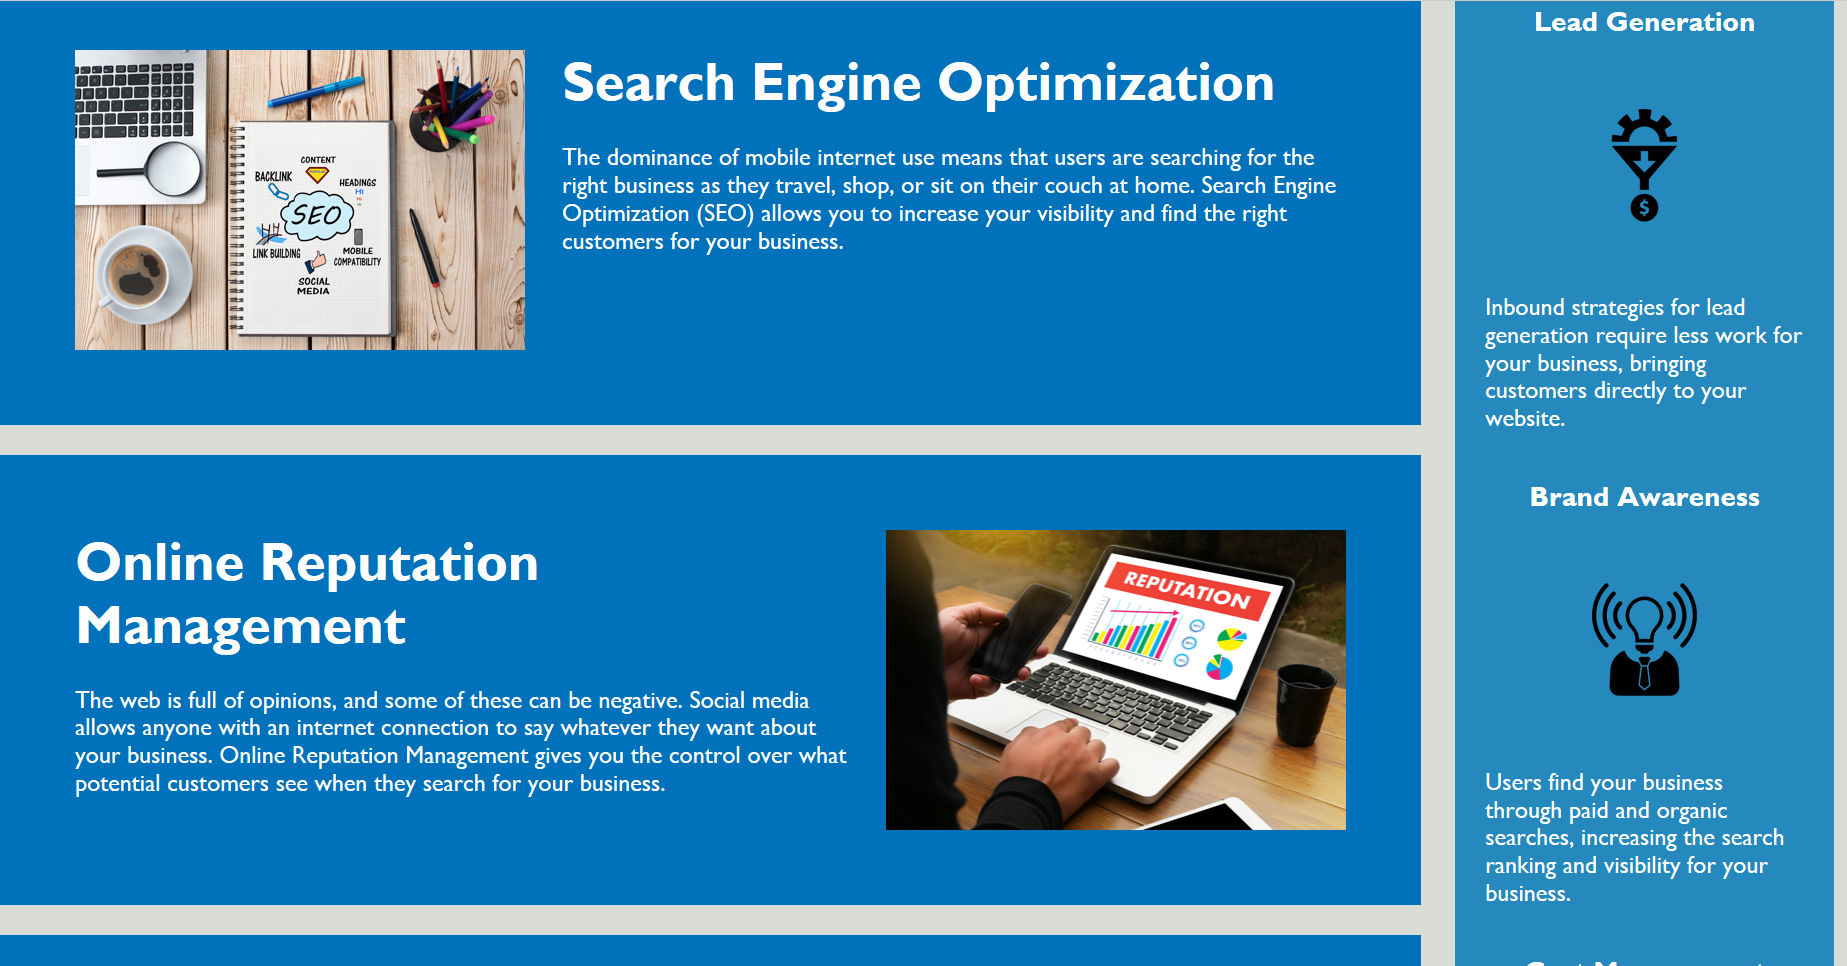 Search Engine Optimization
The dominance of mobile internet use means that users are searching for the
right business as they travel, shop, or sit on their couch at home. Search Engine
Optimization (SEO) allows you to increase your visibility and find the right
customers for your business.
CONTENT
BACKLINK
HEADINGS
H1
SEO
LINK BUILDING
MOBILE
COMPATIBILITY
SOCIAL
MEDIA
Online Reputation
Management
The web is full of opinions, and some of these can be negative. Social media
allows anyone with an internet connection to say whatever they want about
your business. Online Reputation Management gives you the control over what
potential customers see when they search for your business.
REPUTATION
Lead Generation
$
Inbound strategies for lead
generation require less work for
your business, bringing
customers directly to your
website.
Brand Awareness
Users find your business
through paid and organic
searches, increasing the search
ranking and visibility for your
business.